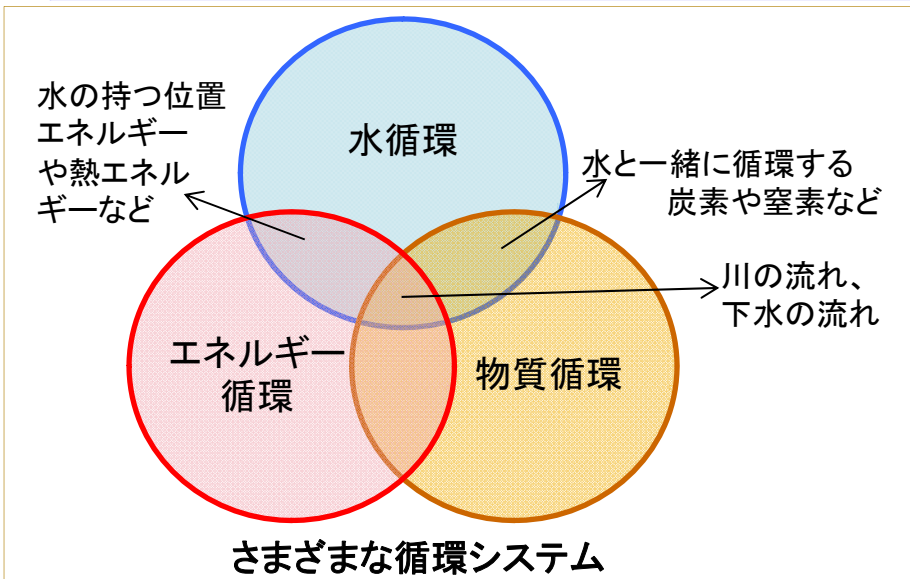 水の持つ位置
エネルギー
や熱エネル
ギーなど
水循環
水と一緒に循環する
炭素や窒素など
川の流れ、
下水の流れ
エネルギー
循環
物質循環
さまざまな循環システム